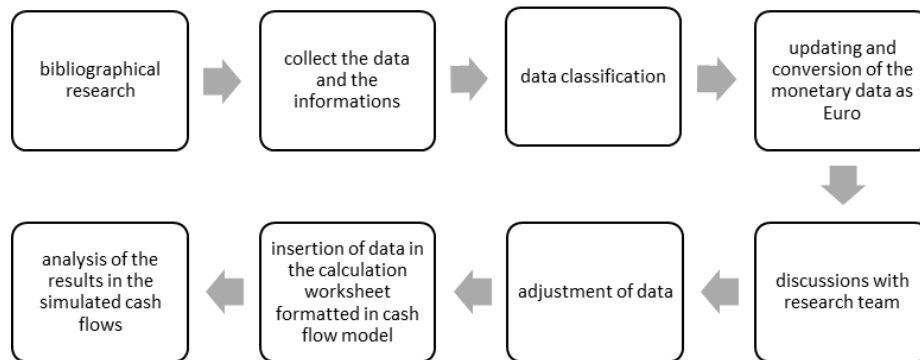 bibliographical
research
collect the data
and the
informations
data classification
updating and
conversion of the
monetary data as
Euro
discussions with
research team
adjustment of data
insertion of data in
the calculation
worksheet
formatted in cash
flow model
analysis of the
results in the
simulated cash
flows